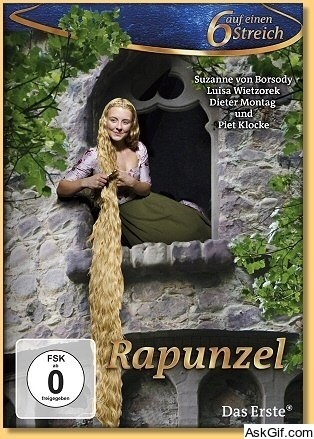 6 auf einen
Streich
Suzanne von Borsody
Luisa Wietzorek
Dieter Montag
und
Piet Klocke
Rapunzel
FSK
ab
0
freigegeben
Das Erste
AskGif.com